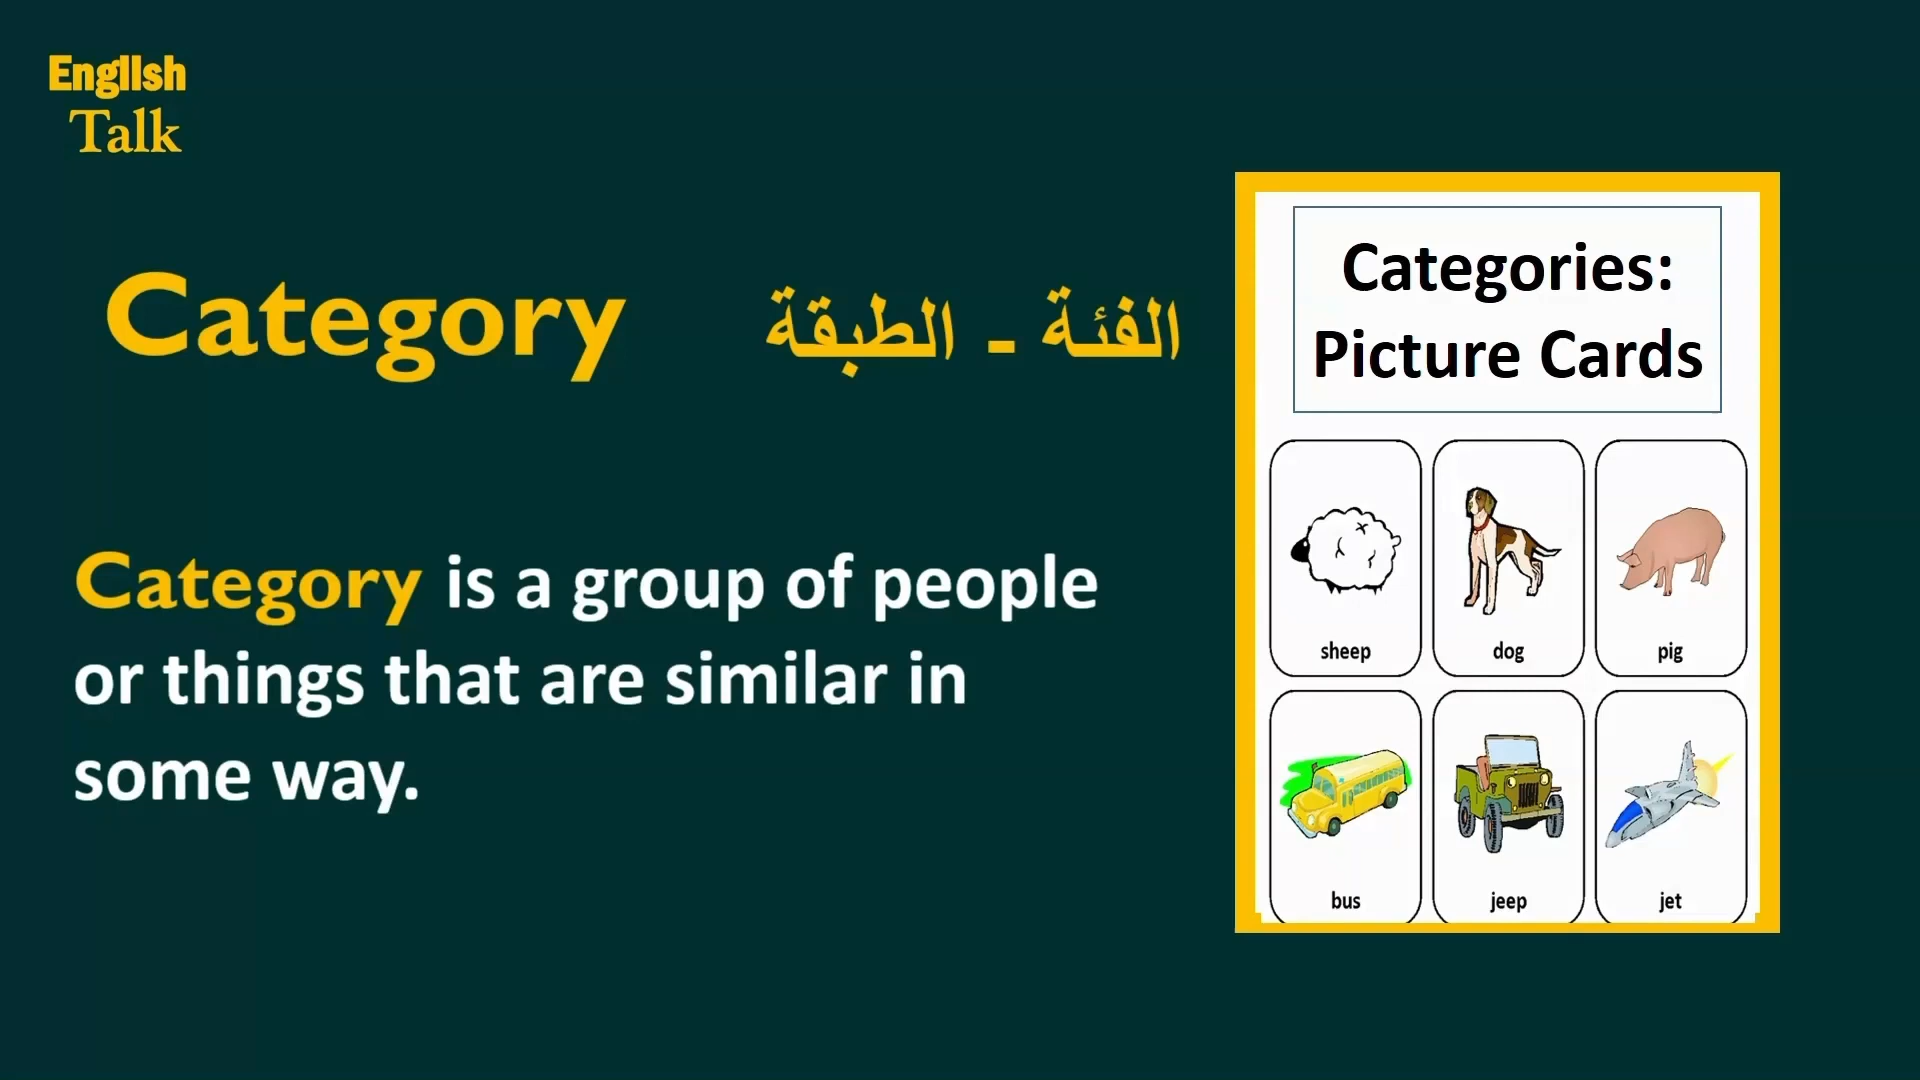 English
Talk
Category
الفئة - الطبقة
Category is a group of people
or things that are similar in
some way.
Categories:
Picture Cards
sheep
dog
pig
bus
jeep
jet